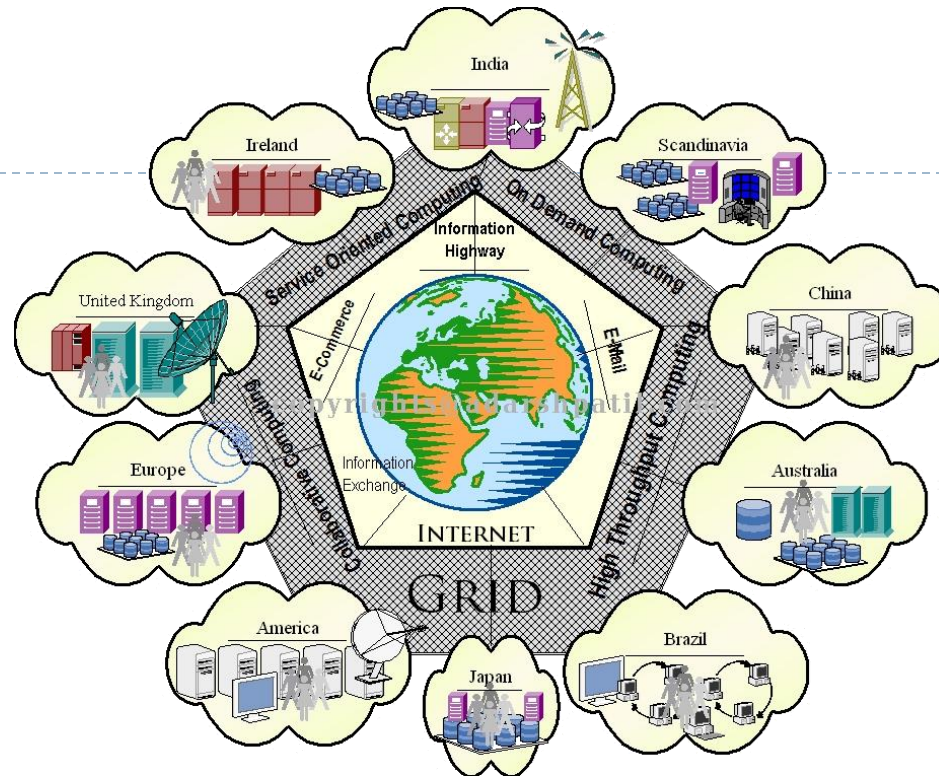 India
Ireland
Scandinavia
Service Oriented Computing
On Demand Computing
Information
Highway
United Kingdom
China
E-Commerce
E-Mail
Collaborative Computing
High Throughput Computing
Europe
Information
Exchange
Australia
INTERNET
GRID
America
Japan
Brazil